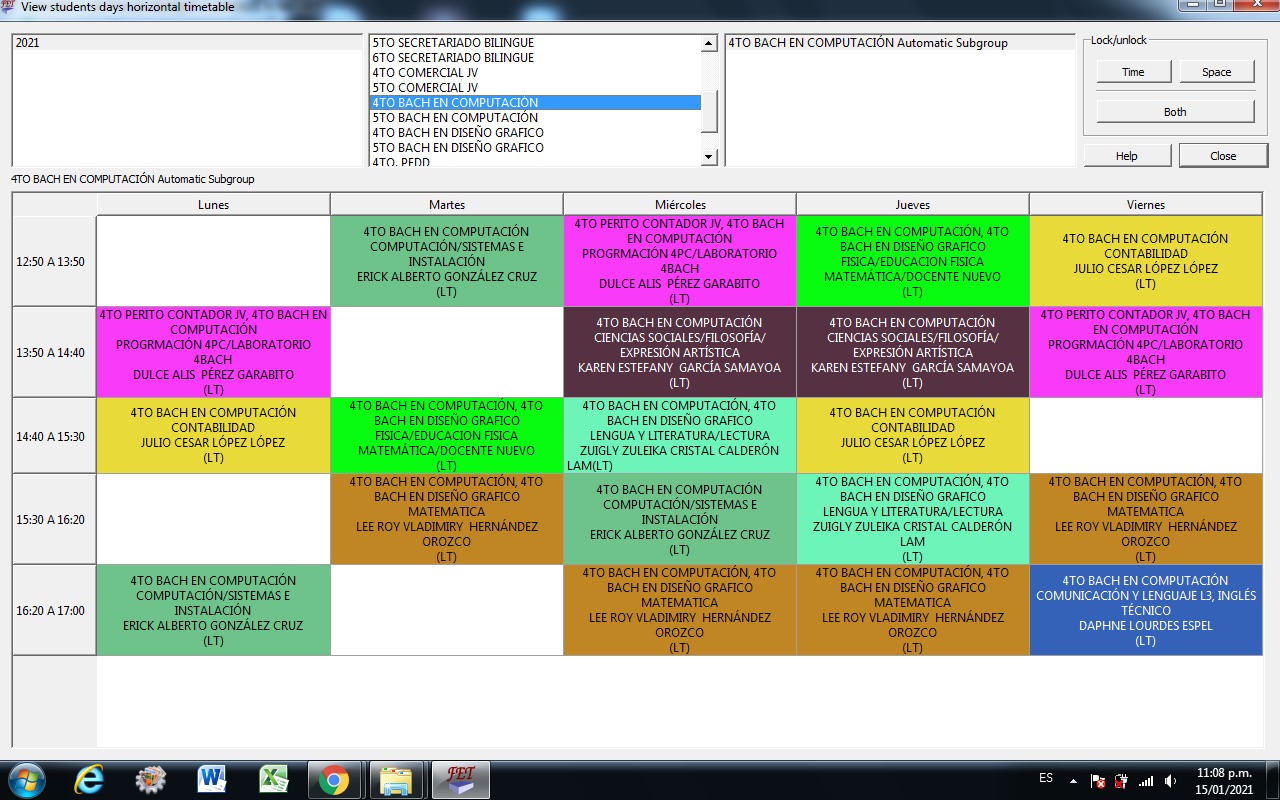 View students days horizontal timetable
2021
5TO SECRETARIADO BILINGUE
6TO SECRETARIADO BILINGUE
4TO COMERCIAL JV
5TO COMERCIAL JV
4TO BACH EN COMPUTACIÓN
5TO BACH EN COMPUTACIÓN
4TO BACH EN DISEÑO GRAFICO
5TO BACH EN DISEÑO GRAFICO
4TO. PEDD
4TO BACH EN COMPUTACIÓN Automatic Subgroup
Lock/unlock
Time
Space
Both
Help
Close
4TO BACH EN COMPUTACIÓN Automatic Subgroup
Lunes
Martes
Miércoles
Jueves
Viernes
12:50 A 13:50
4TO BACH EN COMPUTACIÓN
COMPUTACIÓN/SISTEMAS E
INSTALACIÓN
ERICK ALBERTO GONZÁLEZ CRUZ
(LT)
4TO PERITO CONTADOR JV, 4TO BACH
EN COMPUTACIÓN
PROGRMACIÓN 4PC/LABORATORIO
4BACH
DULCE ALIS  PÉREZ GARABITO
(LT)
4TO BACH EN COMPUTACIÓN, 4TO
BACH EN DISEÑO GRAFICO
FISICA/EDUCACION FISICA
MATEMÁTICA/DOCENTE NUEVO
(LT)
4TO BACH EN COMPUTACIÓN
CONTABILIDAD
JULIO CESAR LÓPEZ LÓPEZ
(LT)
13:50 A 14:40
4TO PERITO CONTADOR JV, 4TO BACH EN
COMPUTACIÓN
PROGRMACIÓN 4PC/LABORATORIO
4BACH
DULCE ALIS  PÉREZ GARABITO
(LT)
4TO BACH EN COMPUTACIÓN
CIENCIAS SOCIALES/FILOSOFÍA/
EXPRESIÓN ARTÍSTICA
KAREN ESTEFANY  GARCÍA SAMAYOA
(LT)
4TO BACH EN COMPUTACIÓN
CIENCIAS SOCIALES/FILOSOFÍA/
EXPRESIÓN ARTÍSTICA
KAREN ESTEFANY  GARCÍA SAMAYOA
(LT)
4TO PERITO CONTADOR JV, 4TO BACH
EN COMPUTACIÓN
PROGRMACIÓN 4PC/LABORATORIO
4BACH
DULCE ALIS  PÉREZ GARABITO
(LT)
14:40 A 15:30
4TO BACH EN COMPUTACIÓN
CONTABILIDAD
JULIO CESAR LÓPEZ LÓPEZ
(LT)
4TO BACH EN COMPUTACIÓN, 4TO
BACH EN DISEÑO GRAFICO
FISICA/EDUCACION FISICA
MATEMÁTICA/DOCENTE NUEVO
(LT)
4TO BACH EN COMPUTACIÓN, 4TO
BACH EN DISEÑO GRAFICO
LENGUA Y LITERATURA/LECTURA
ZUIGLY ZULEIKA CRISTAL CALDERÓN
LAM(LT)
4TO BACH EN COMPUTACIÓN
CONTABILIDAD
JULIO CESAR LÓPEZ LÓPEZ
(LT)
15:30 A 16:20
4TO BACH EN COMPUTACIÓN, 4TO
BACH EN DISEÑO GRAFICO
MATEMATICA
LEE ROY VLADIMIRY  HERNÁNDEZ
OROZCO
(LT)
4TO BACH EN COMPUTACIÓN
COMPUTACIÓN/SISTEMAS E
INSTALACIÓN
ERICK ALBERTO GONZÁLEZ CRUZ
(LT)
4TO BACH EN COMPUTACIÓN, 4TO
BACH EN DISEÑO GRAFICO
LENGUA Y LITERATURA/LECTURA
ZUIGLY ZULEIKA CRISTAL CALDERÓN
LAM
(LT)
4TO BACH EN COMPUTACIÓN, 4TO
BACH EN DISEÑO GRAFICO
MATEMATICA
LEE ROY VLADIMIRY  HERNÁNDEZ
OROZCO
(LT)
16:20 A 17:00
4TO BACH EN COMPUTACIÓN
COMPUTACIÓN/SISTEMAS E
INSTALACIÓN
ERICK ALBERTO GONZÁLEZ CRUZ
(LT)
4TO BACH EN COMPUTACIÓN, 4TO
BACH EN DISEÑO GRAFICO
MATEMATICA
LEE ROY VLADIMIRY  HERNÁNDEZ
OROZCO
(LT)
4TO BACH EN COMPUTACIÓN, 4TO
BACH EN DISEÑO GRAFICO
MATEMATICA
LEE ROY VLADIMIRY  HERNÁNDEZ
OROZCO
(LT)
4TO BACH EN COMPUTACIÓN
COMUNICACIÓN Y LENGUAJE L3, INGLÉS
TÉCNICO
DAPHNE LOURDES ESPEL
(LT)
FET
ES
11:08 p.m.
15/01/2021